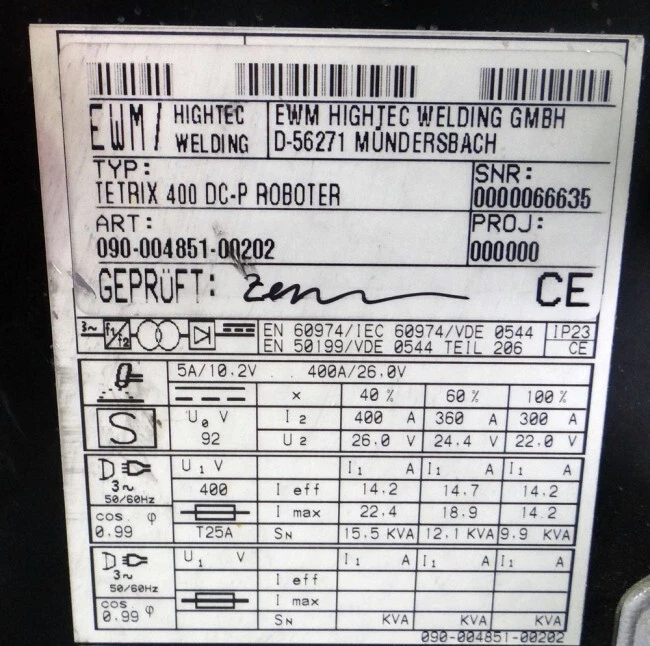 EWM/ HIGHTEC WELDING
EWM HIGHTEC WELDING GMBH
D-56271 MÜNDERSBACH
TYP:
TETRIX 400 DC-P ROBOTER
SNR:
0000066635
ART:
090-004851-00202
PROJ:
000000
GEPRÜFT:
CE
3~ f1/f2
EN 60974/IEC 60974/VDE 0544
EN 50199/VDE 0544 TEIL 206
IP23
CE
5A/10.2V 400A/26.0V
x 40 % 60 % 100 %
S
U0 V
92
I2 400 A 360 A 300 A
U2 26.0 V 24.4 V 22.0 V
3~
50/60Hz
cos. φ
0.99
U1 V I1 A I1 A I1 A
400 I eff 14.2 14.7 14.2
I max 22.4 18.9 14.2
T25A SN 15.5 KVA 12.1 KVA 9.9 KVA
3~
50/60Hz
cos. φ
0.99
U1 V I1 A I1 A I1 A
I eff
I max
SN KVA KVA KVA
090-004851-00202